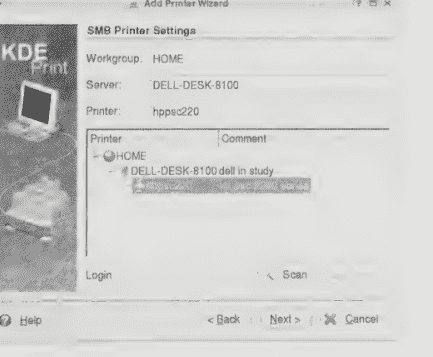 Add Printer Wizard
SMB Printer Settings
KDE
Print
Workgroup: HOME
Server: DELL-DESK-8100
Printer: hppsc220
Printer Comment
HOME
DELL-DESK-8100 dell in study
Login Scan
Help < Back Next > Cancel